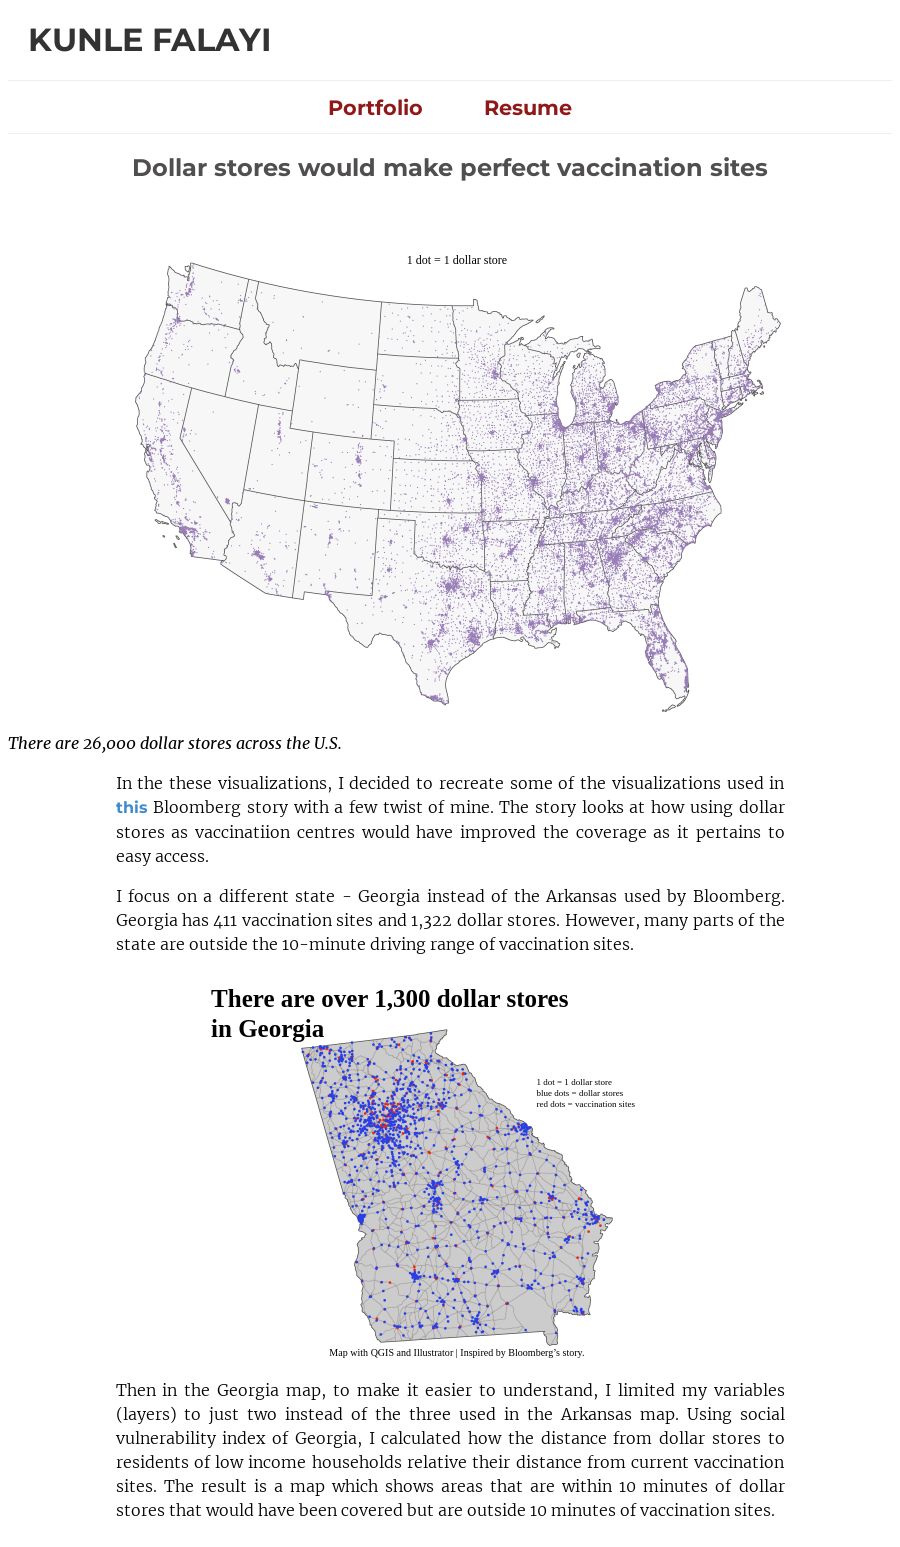 KUNLE FALAYI
Portfolio Resume
Dollar stores would make perfect vaccination sites
1 dot = 1 dollar store
There are 26,000 dollar stores across the U.S.
In the these visualizations, I decided to recreate some of the visualizations used in
this Bloomberg story with a few twist of mine. The story looks at how using dollar
stores as vaccinatiion centres would have improved the coverage as it pertains to
easy access.
I focus on a different state - Georgia instead of the Arkansas used by Bloomberg.
Georgia has 411 vaccination sites and 1,322 dollar stores. However, many parts of the
state are outside the 10-minute driving range of vaccination sites.
There are over 1,300 dollar stores
in Georgia
1 dot = 1 dollar store
blue dots = dollar stores
red dots = vaccination sites
Map with QGIS and Illustrator | Inspired by Bloomberg's story.
Then in the Georgia map, to make it easier to understand, I limited my variables
(layers) to just two instead of the three used in the Arkansas map. Using social
vulnerability index of Georgia, I calculated how the distance from dollar stores to
residents of low income households relative their distance from current vaccination
sites. The result is a map which shows areas that are within 10 minutes of dollar
stores that would have been covered but are outside 10 minutes of vaccination sites.